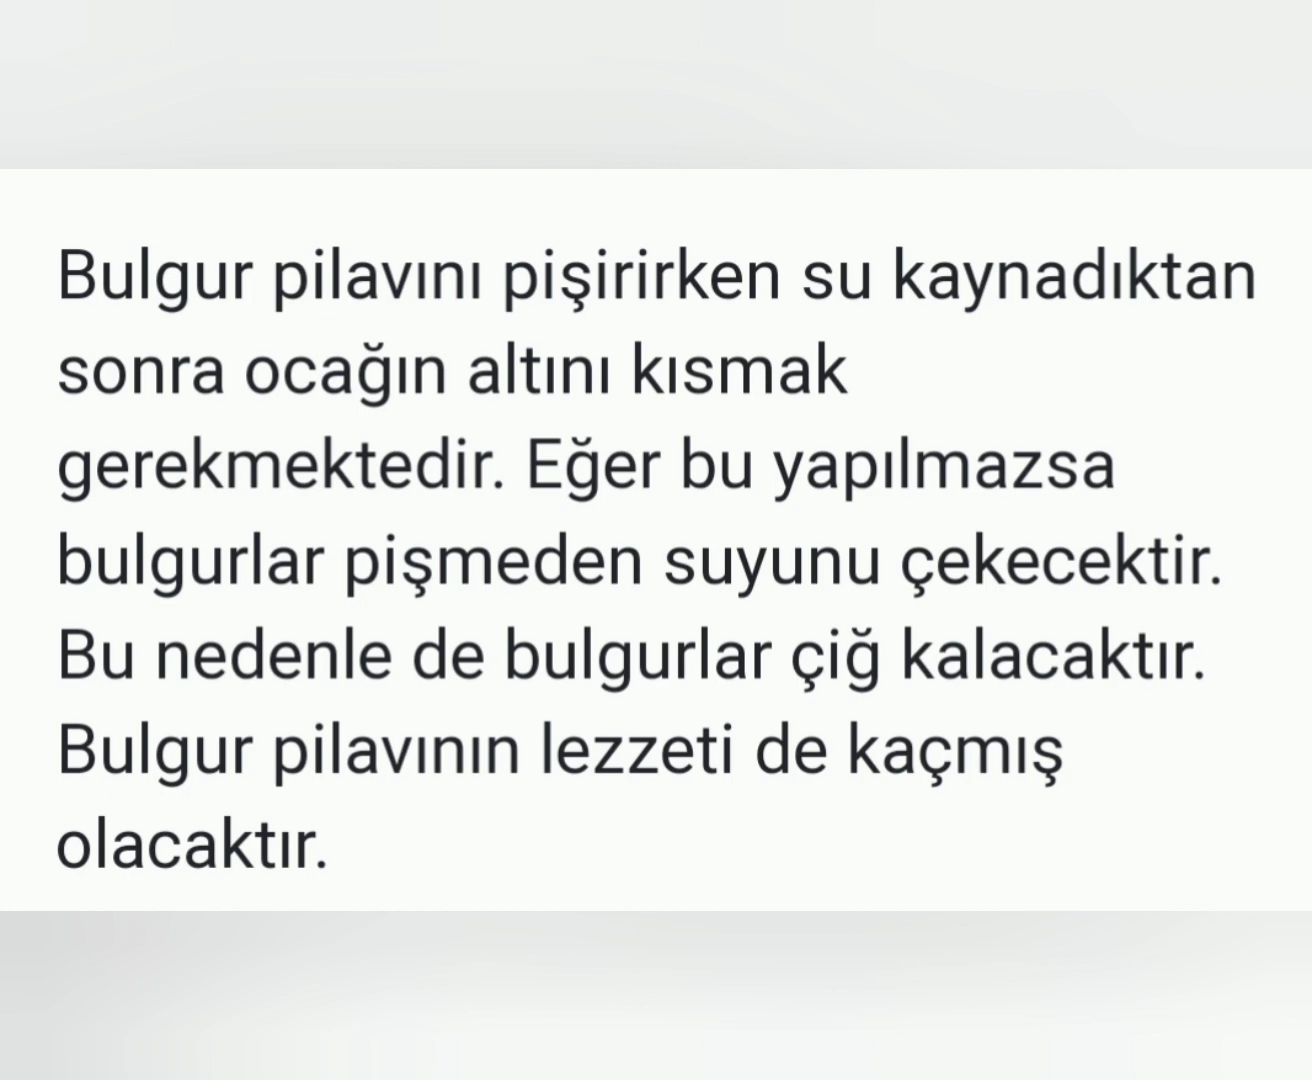 Bulgur pilavını pişirirken su kaynadıktan
sonra ocağın altını kısmak
gerekmektedir. Eğer bu yapılmazsa
bulgurlar pişmeden suyunu çekecektir.
Bu nedenle de bulgurlar çiğ kalacaktır.
Bulgur pilavının lezzeti de kaçmış
olacaktır.